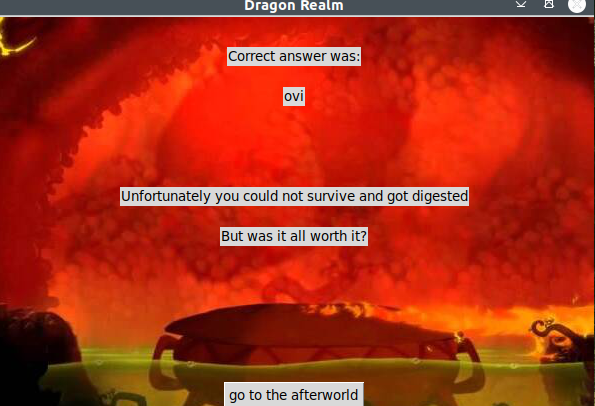 Dragon Realm
Correct answer was:
ovi
Unfortunately you could not survive and got digested
But was it all worth it?
go to the afterworld